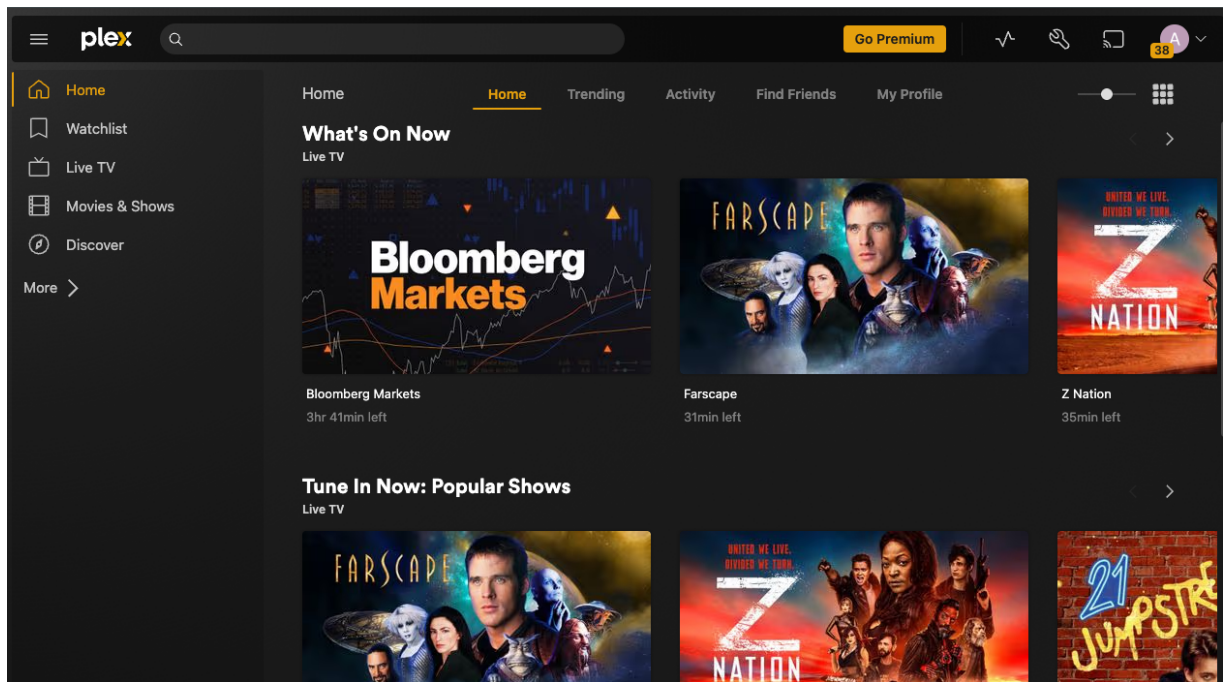 plex
Go Premium
A
38
Home
Watchlist
Live TV
Movies & Shows
Discover
More
Home
Home Trending Activity Find Friends My Profile
What's On Now
Live TV
Bloomberg
Markets
FARSCAPE
UNITED WE LIVE.
DIVIDED WE TURN.
Z
NATION
Bloomberg Markets
3hr 41min left
Farscape
31min left
Z Nation
35min left
Tune In Now: Popular Shows
Live TV
FARSCAPE
UNITED WE LIVE.
DIVIDED WE TURN.
Z
NATION
21
JUMPSTRE